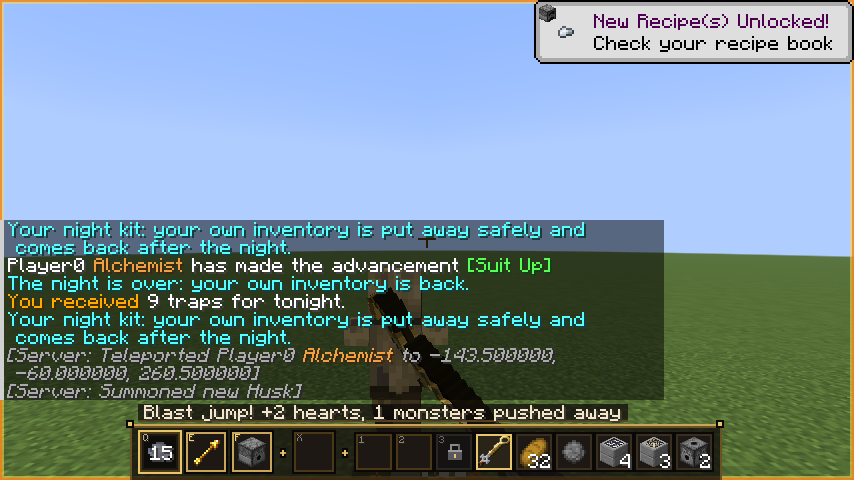 New Recipe(s) Unlocked!
Check your recipe book
Your night kit: your own inventory is put away safely and
comes back after the night.
Player0 Alchemist has made the advancement [Suit Up]
The night is over: your own inventory is back.
You received 9 traps for tonight.
Your night kit: your own inventory is put away safely and
comes back after the night.
[Server: Teleported Player0 Alchemist to -143.500000,
-60.000000, 260.500000]
[Server: Summoned new Husk]
Blast jump! +2 hearts, 1 monsters pushed away
Q E F X 1 2 3
15 32 4 3 2